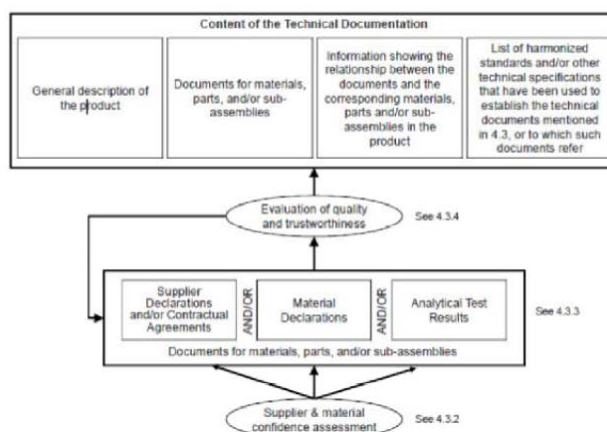 Content of the Technical Documentation
General description of
the product
Documents for materials,
parts, and/or sub-
assemblies
Information showing the
relationship between the
documents and the
corresponding materials,
parts and/or sub-
assemblies in the
product
List of harmonized
standards and/or other
technical specifications
that have been used to
establish the technical
documents mentioned
in 4.3, or to which such
documents refer
Evaluation of quality
and trustworthiness
See 4.3.4
Supplier
Declarations
and/or Contractual
Agreements
AND/OR
Material
Declarations
AND/OR
Analytical Test
Results
See 4.3.3
Documents for materials, parts, and/or sub-assemblies
Supplier & material
confidence assessment
See 4.3.2